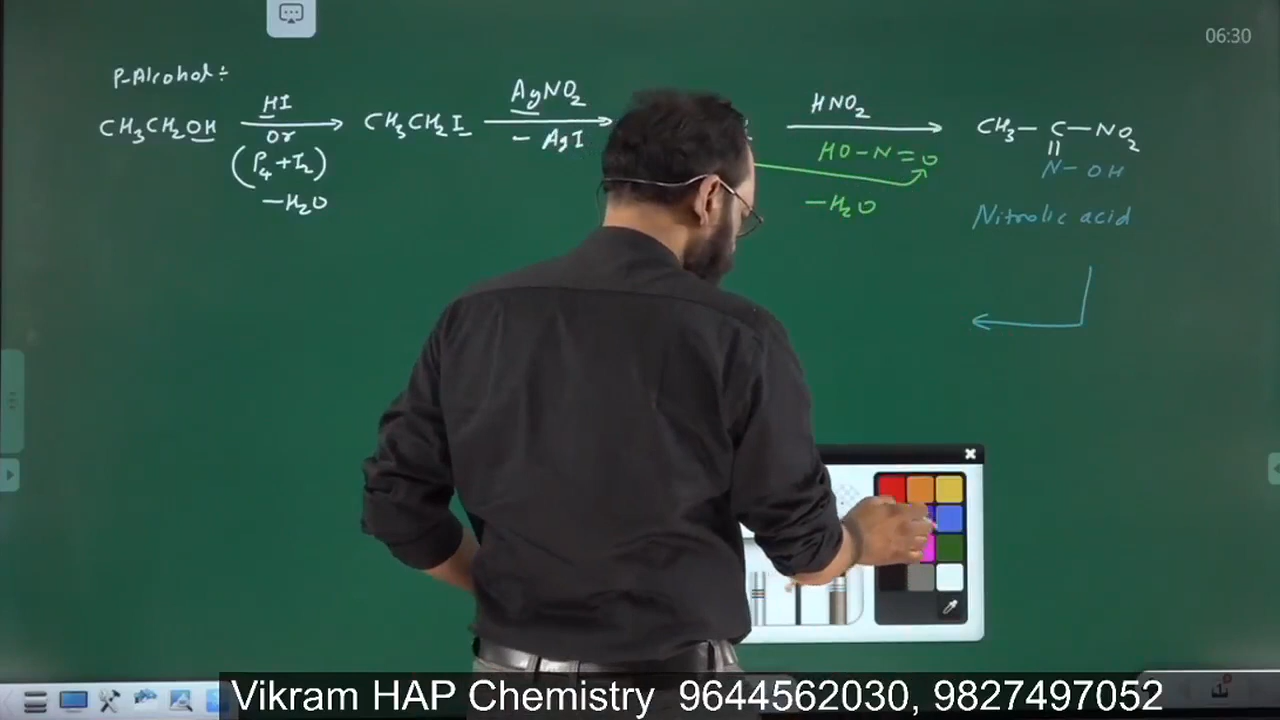 06:30
P-Alcohol ÷
CH3CH2OH
HI
or
(P4+I2)
-H2O
CH3CH2I
AgNO2
- AgI
HNO2
HO-N=O
-H2O
CH3-C-NO2
||
N-OH
Nitrolic acid
Vikram HAP Chemistry 9644562030, 9827497052